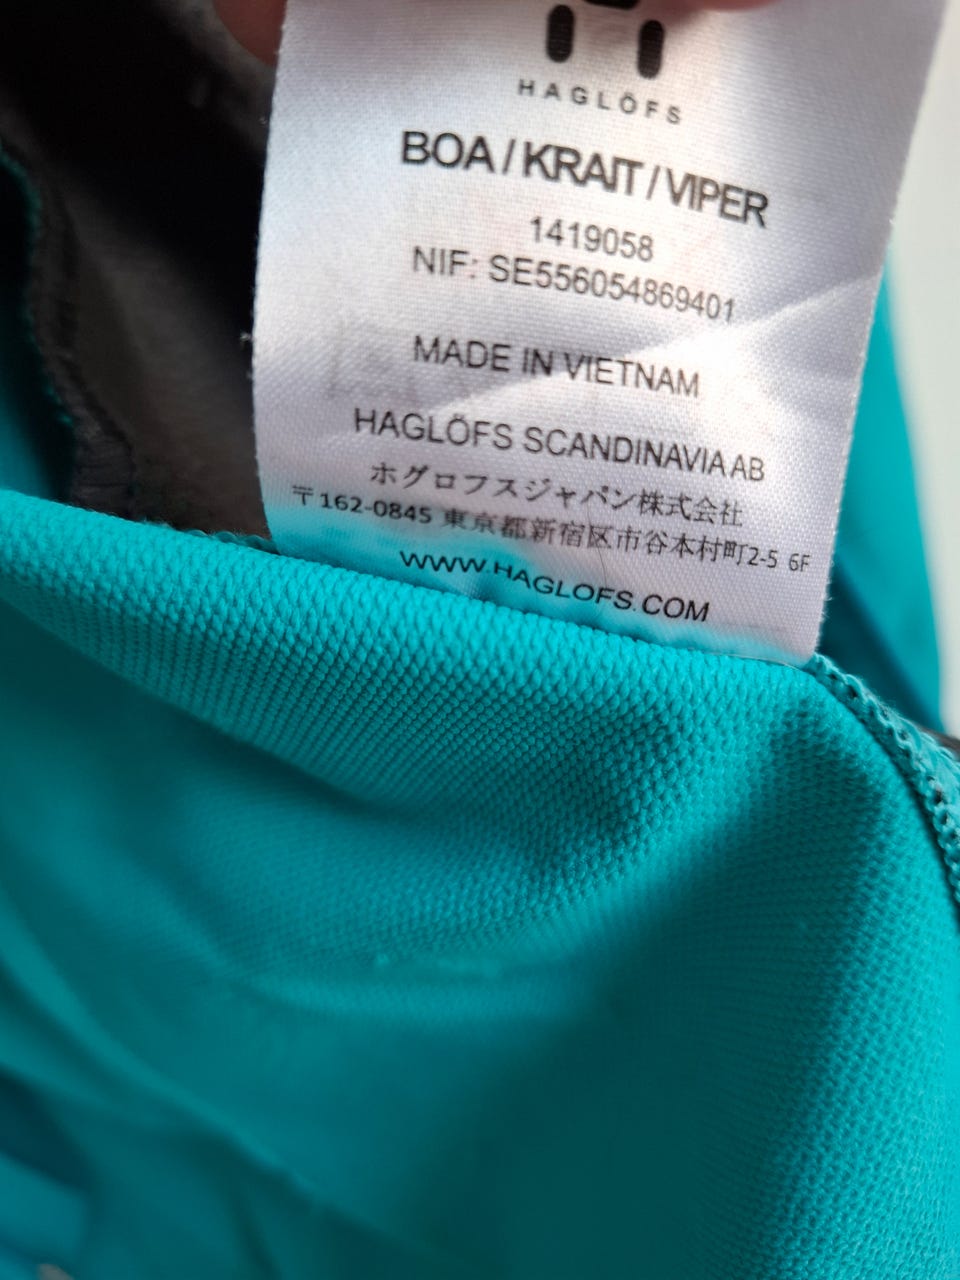 HAGLÖFS
BOA / KRAIT / VIPER
1419058
NIF: SE556054869401
MADE IN VIETNAM
HAGLÖFS SCANDINAVIA AB
ホグロフスジャパン株式会社
〒162-0845 東京都新宿区市谷本村町2-5 6F
WWW.HAGLOFS.COM